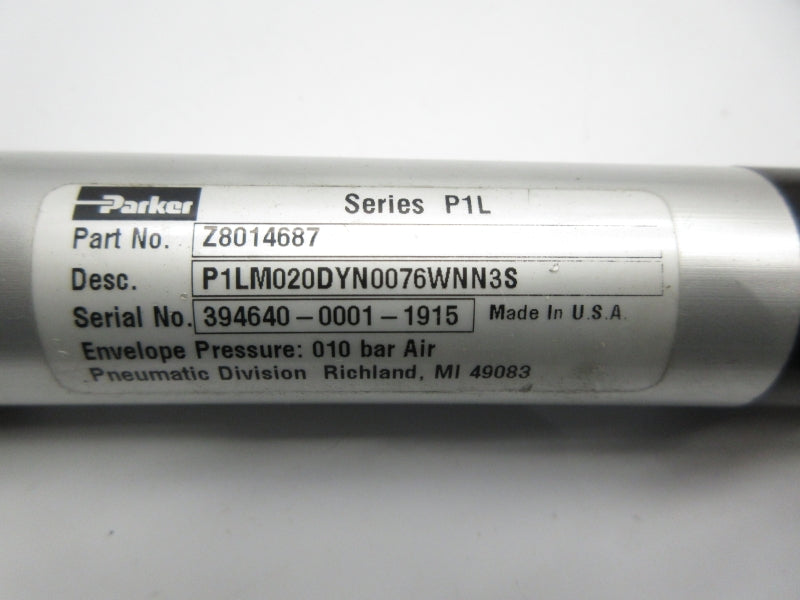 Parker Series P1L
Part No. Z8014687
Desc. P1LM020DYN0076WNN3S
Serial No. 394640-0001-1915 Made In U.S.A.
Envelope Pressure: 010 bar Air
Pneumatic Division Richland, MI 49083